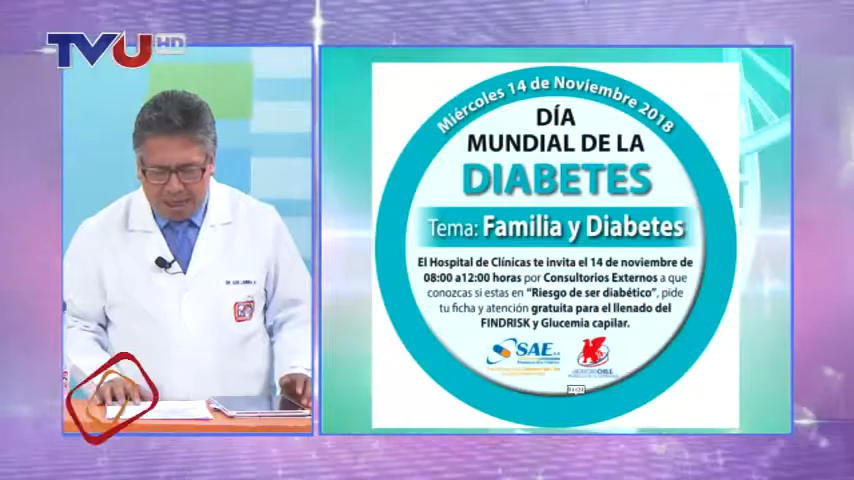 TVU HD
Miércoles 14 de Noviembre 2018
DÍA
MUNDIAL DE LA
DIABETES
Tema: Familia y Diabetes
El Hospital de Clínicas te invita el 14 de noviembre de
08:00 a12:00 horas por Consultorios Externos a que
conozcas si estas en “Riesgo de ser diabético”, pide
tu ficha y atención gratuita para el llenado del
FINDRISK y Glucemia capilar.
SAE